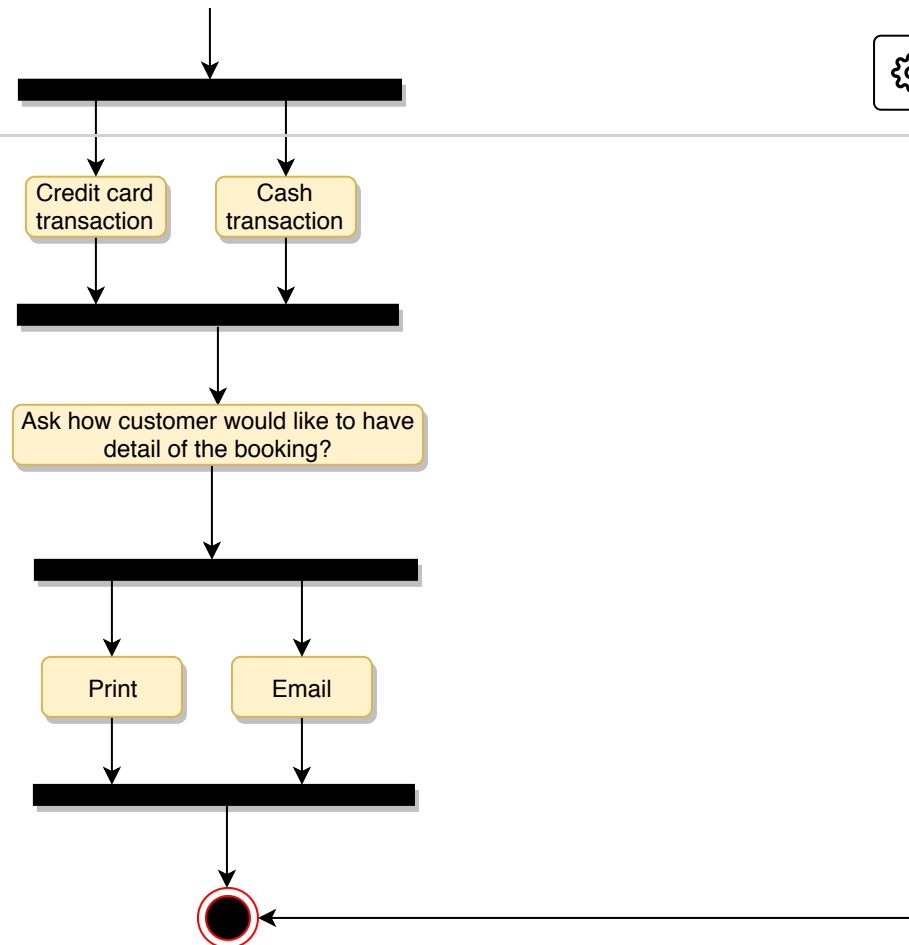 Credit card
transaction
Cash
transaction
Ask how customer would like to have
detail of the booking?
Print
Email